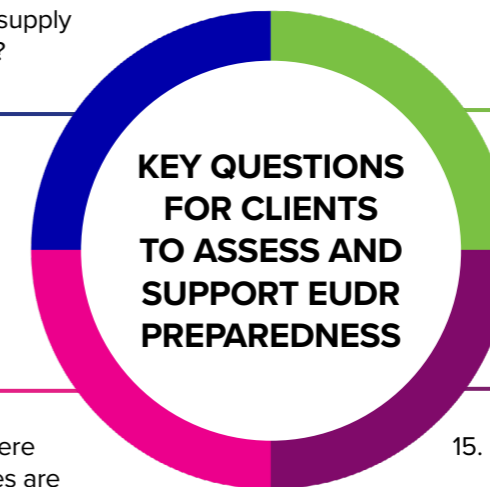 supply
?
KEY QUESTIONS
FOR CLIENTS
TO ASSESS AND
SUPPORT EUDR
PREPAREDNESS
ere
15.
es are